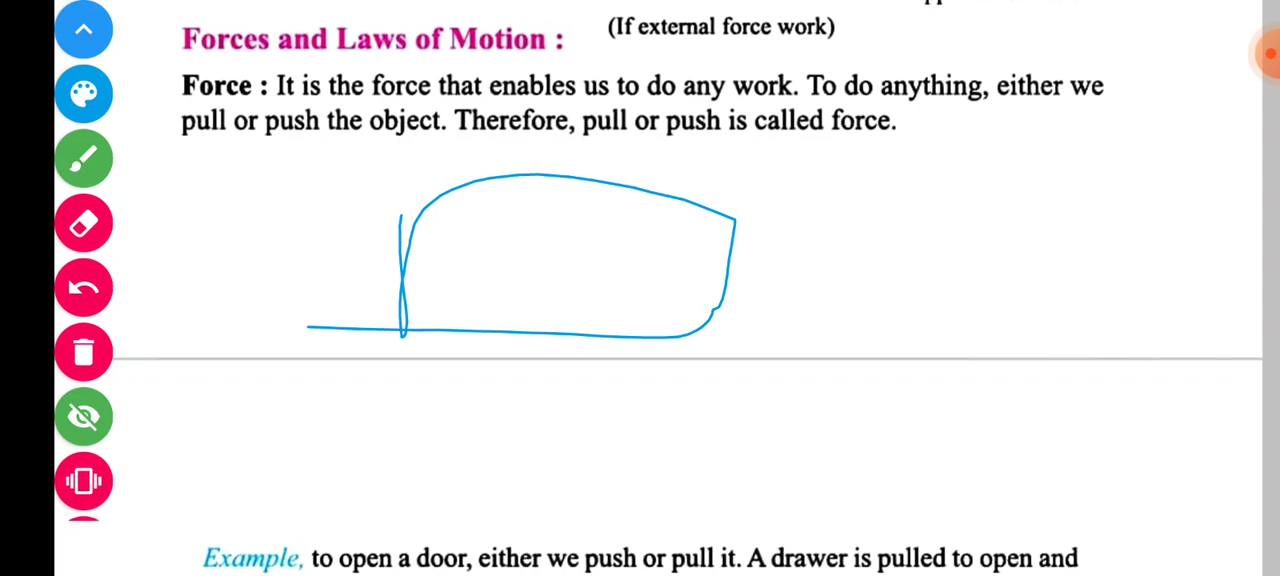 (If external force work)
Forces and Laws of Motion :
Force : It is the force that enables us to do any work. To do anything, either we
pull or push the object. Therefore, pull or push is called force.
Example, to open a door, either we push or pull it. A drawer is pulled to open and